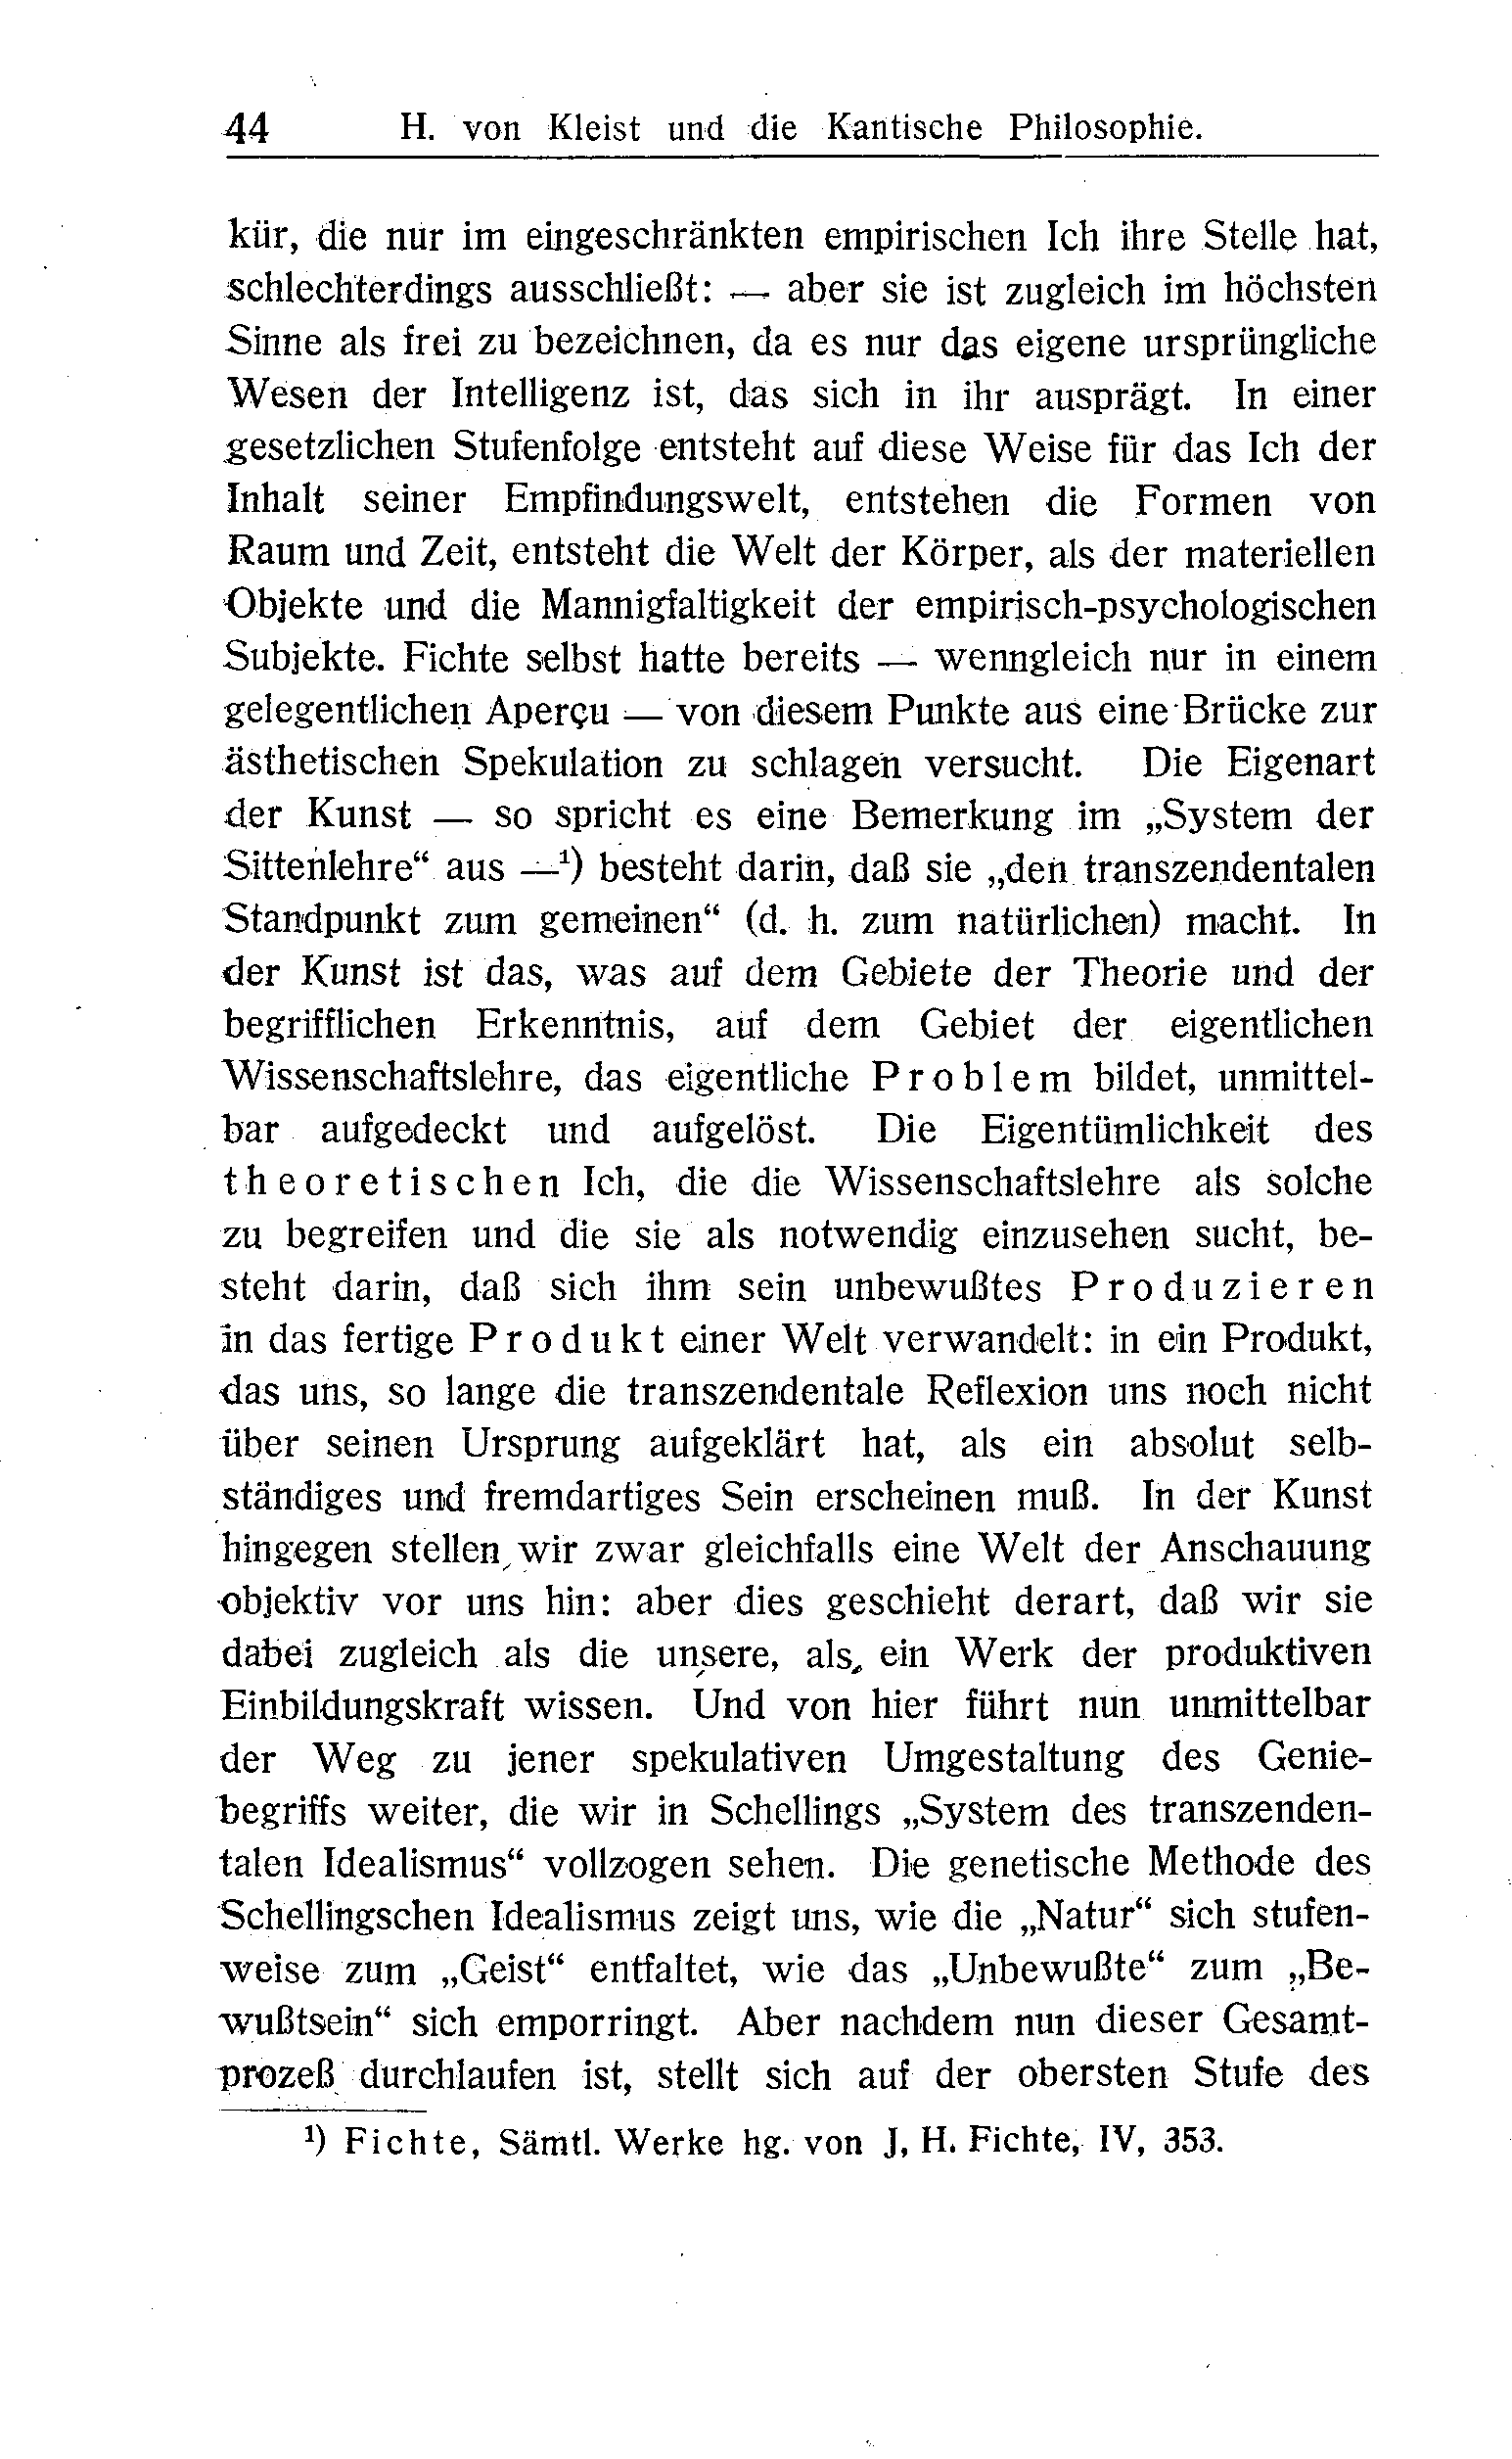 44 H. von Kleist und die Kantische Philosophie.
kür, die nur im eingeschränkten empirischen Ich ihre Stelle hat,
schlechterdings ausschließt: — aber sie ist zugleich im höchsten
Sinne als frei zu bezeichnen, da es nur das eigene ursprüngliche
Wesen der Intelligenz ist, das sich in ihr ausprägt. In einer
gesetzlichen Stufenfolge entsteht auf diese Weise für das Ich der
Inhalt seiner Empfindungswelt, entstehen die Formen von
Raum und Zeit, entsteht die Welt der Körper, als der materiellen
Objekte und die Mannigfaltigkeit der empirisch-psychologischen
Subjekte. Fichte selbst hatte bereits — wenngleich nur in einem
gelegentlichen Aperçu — von diesem Punkte aus eine Brücke zur
ästhetischen Spekulation zu schlagen versucht. Die Eigenart
der Kunst — so spricht es eine Bemerkung im „System der
Sittenlehre“ aus —¹) besteht darin, daß sie „den transzendentalen
Standpunkt zum gemeinen“ (d. h. zum natürlichen) macht. In
der Kunst ist das, was auf dem Gebiete der Theorie und der
begrifflichen Erkenntnis, auf dem Gebiet der eigentlichen
Wissenschaftslehre, das eigentliche Problem bildet, unmittel-
bar aufgedeckt und aufgelöst. Die Eigentümlichkeit des
theoretischen Ich, die die Wissenschaftslehre als solche
zu begreifen und die sie als notwendig einzusehen sucht, be-
steht darin, daß sich ihm sein unbewußtes Produzieren
in das fertige Produkt einer Welt verwandelt: in ein Produkt,
das uns, so lange die transzendentale Reflexion uns noch nicht
über seinen Ursprung aufgeklärt hat, als ein absolut selb-
ständiges und fremdartiges Sein erscheinen muß. In der Kunst
hingegen stellen wir zwar gleichfalls eine Welt der Anschauung
objektiv vor uns hin: aber dies geschieht derart, daß wir sie
dabei zugleich als die unsere, als ein Werk der produktiven
Einbildungskraft wissen. Und von hier führt nun unmittelbar
der Weg zu jener spekulativen Umgestaltung des Genie-
begriffs weiter, die wir in Schellings „System des transzenden-
talen Idealismus“ vollzogen sehen. Die genetische Methode des
Schellingschen Idealismus zeigt uns, wie die „Natur“ sich stufen-
weise zum „Geist“ entfaltet, wie das „Unbewußte“ zum „Be-
wußtsein“ sich emporringt. Aber nachdem nun dieser Gesamt-
prozeß durchlaufen ist, stellt sich auf der obersten Stufe des
¹) Fichte, Sämtl. Werke hg. von J. H. Fichte, IV, 353.